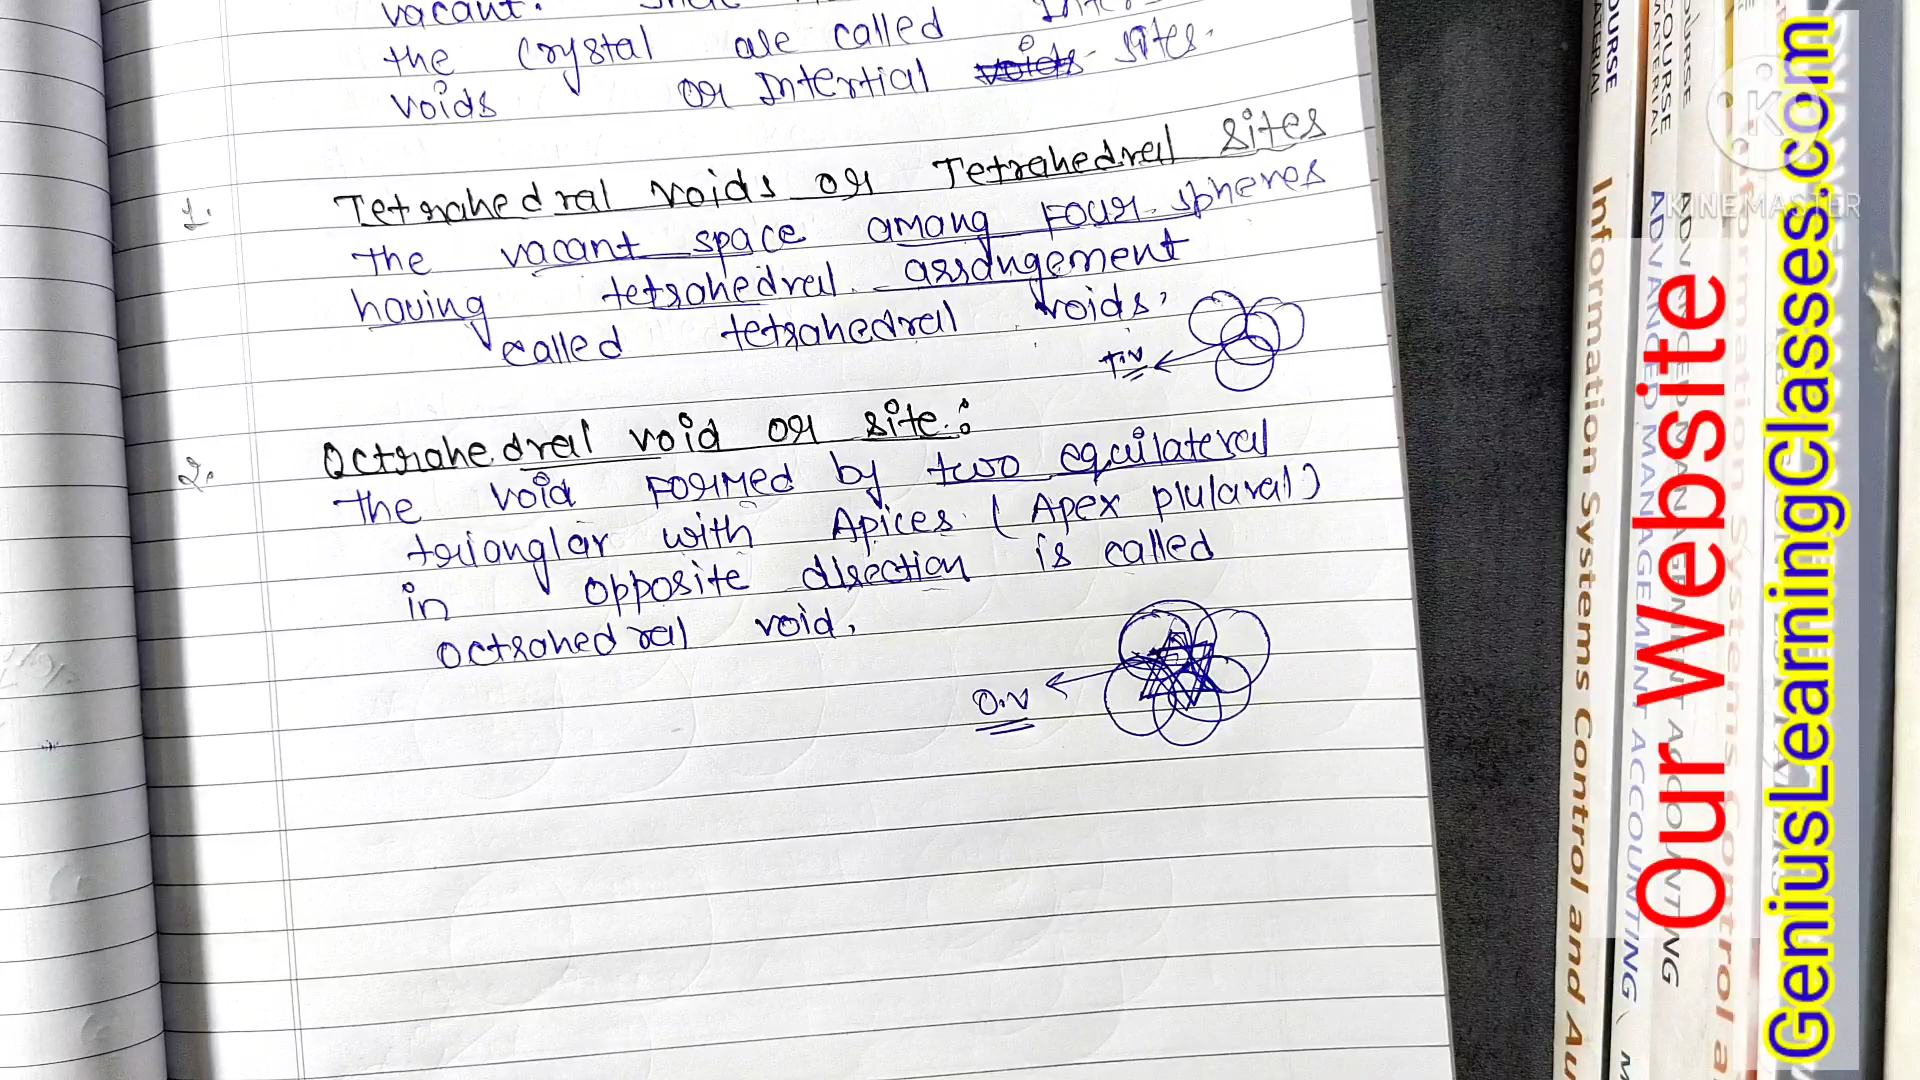 vacant.
the Crystal are called
voids or Intertial voids sites.
1. Tetrahedral voids or Tetrahedral sites
the vacant space among Four spheres
having tetrahedral arrangement
called tetrahedral voids,
T.V
2. Octrahedral void or site :
the void Formed by two equilateral
trianglar with Apices (Apex plularal)
in opposite direction is called
octrahedral void,
O.V
COURSE
MATERIAL
ADVANCED MANAGEMENT ACCOUNTING
Information Systems Control and Au
K
KINEMASTER
Our Website
GeniusLearningClasses.com